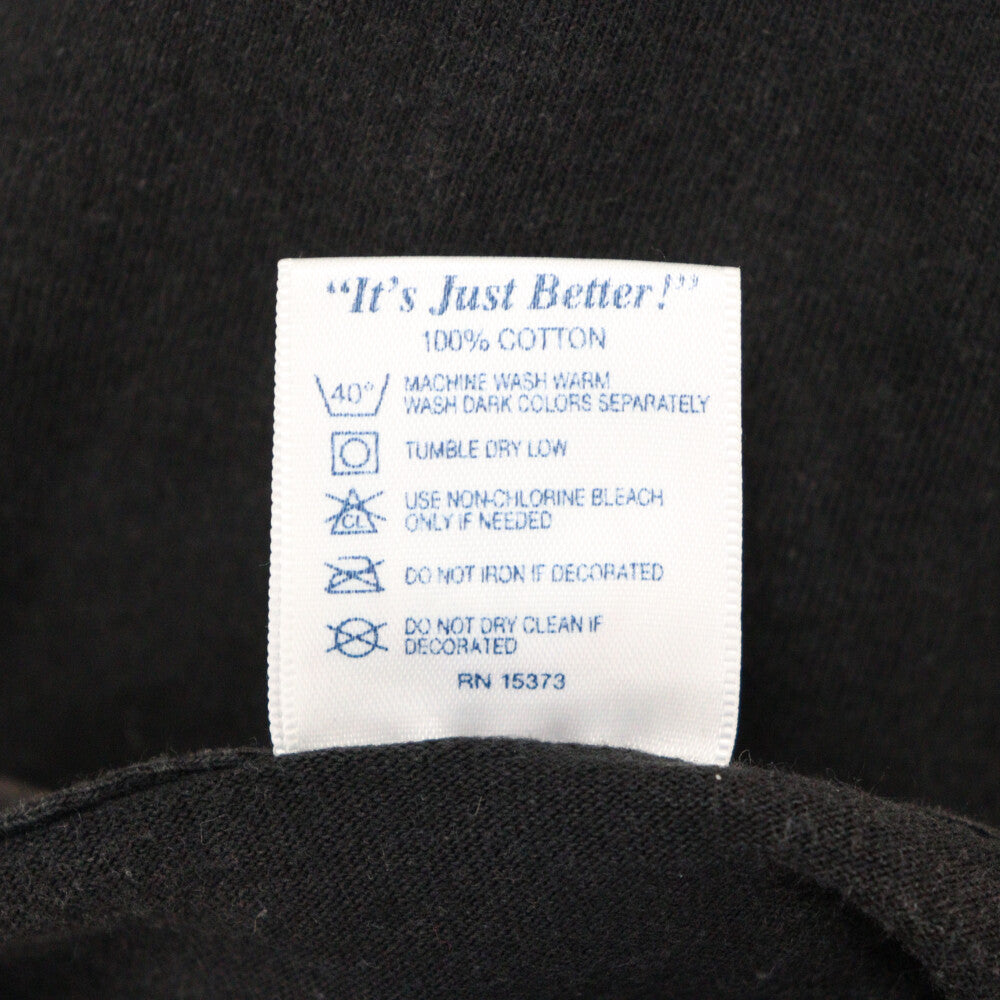 “It’s Just Better!”
100% COTTON
40°
MACHINE WASH WARM
WASH DARK COLORS SEPARATELY
TUMBLE DRY LOW
CL
USE NON-CHLORINE BLEACH
ONLY IF NEEDED
DO NOT IRON IF DECORATED
DO NOT DRY CLEAN IF
DECORATED
RN 15373